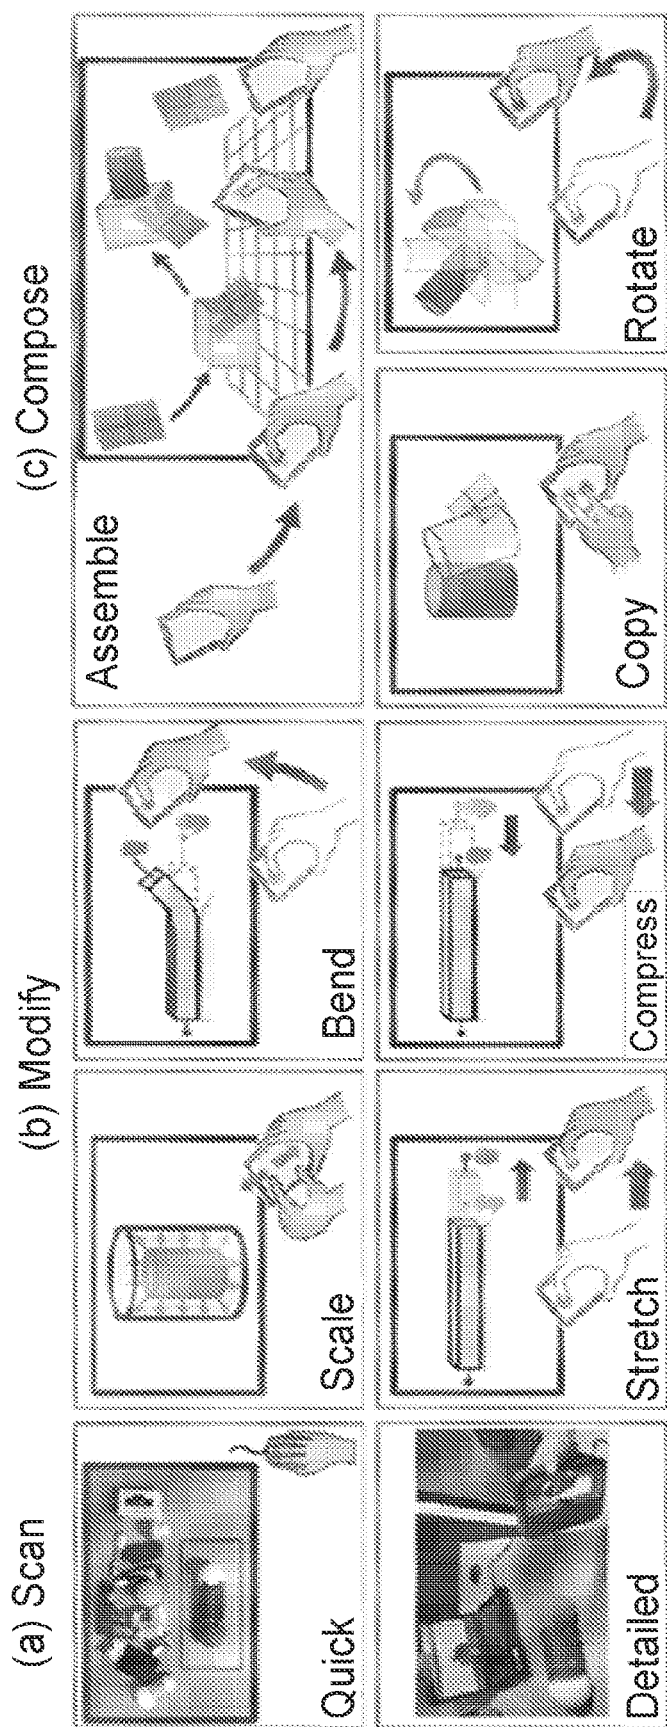 (a) Scan
Quick
Detailed
(b) Modify
Scale
Bend
Stretch
Compress
(c) Compose
Assemble
Copy
Rotate